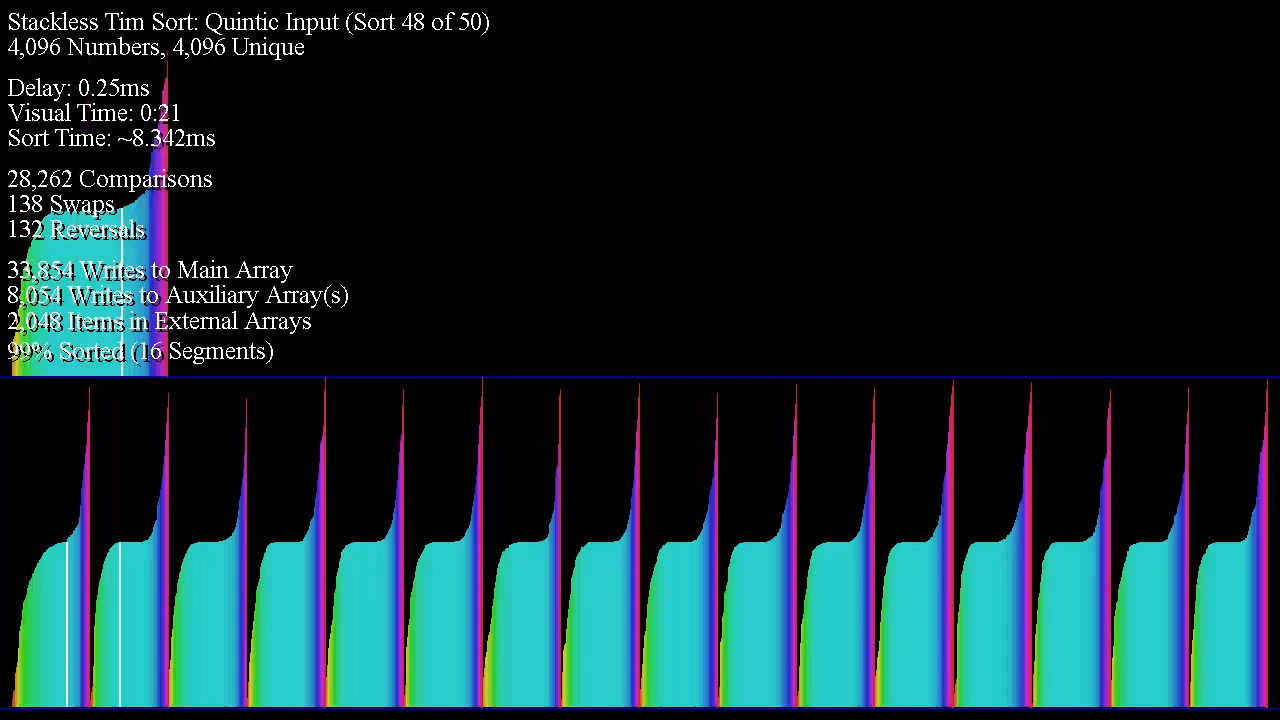 Stackless Tim Sort: Quintic Input (Sort 48 of 50)
4,096 Numbers, 4,096 Unique
Delay: 0.25ms
Visual Time: 0:21
Sort Time: ~8.342ms
28,262 Comparisons
138 Swaps
132 Reversals
33,854 Writes to Main Array
8,054 Writes to Auxiliary Array(s)
2,048 Items in External Arrays
99% Sorted (16 Segments)